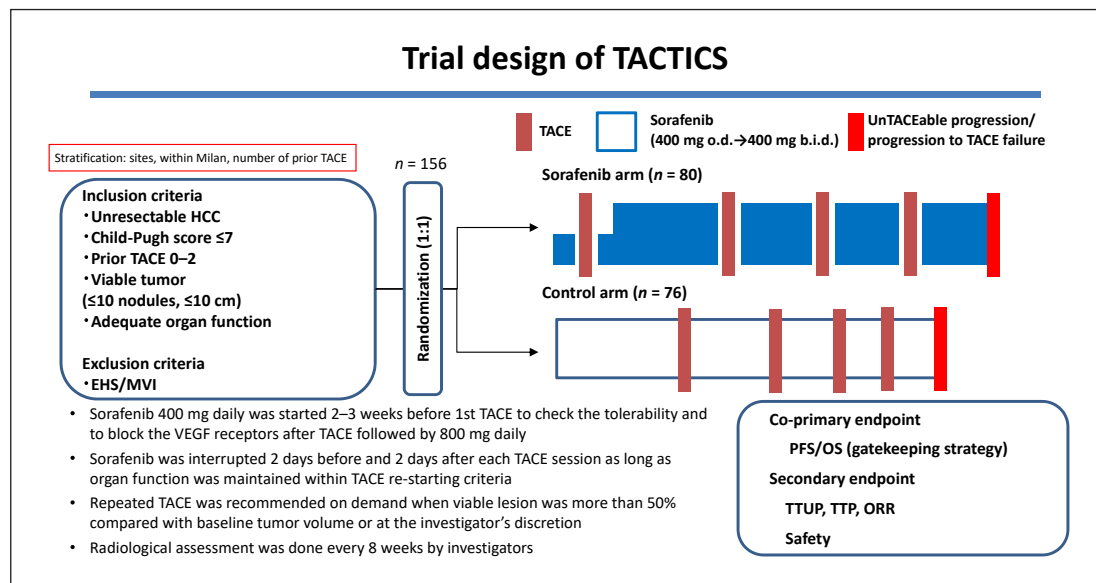 Trial design of TACTICS
TACE
Sorafenib
(400 mg o.d.→400 mg b.i.d.)
UnTACEable progression/
progression to TACE failure
Stratification: sites, within Milan, number of prior TACE
n = 156
Inclusion criteria
・Unresectable HCC
・Child-Pugh score ≤7
・Prior TACE 0–2
・Viable tumor
(≤10 nodules, ≤10 cm)
・Adequate organ function
Exclusion criteria
・EHS/MVI
Randomization (1:1)
Sorafenib arm (n = 80)
Control arm (n = 76)
• Sorafenib 400 mg daily was started 2–3 weeks before 1st TACE to check the tolerability and
to block the VEGF receptors after TACE followed by 800 mg daily
• Sorafenib was interrupted 2 days before and 2 days after each TACE session as long as
organ function was maintained within TACE re-starting criteria
• Repeated TACE was recommended on demand when viable lesion was more than 50%
compared with baseline tumor volume or at the investigator's discretion
• Radiological assessment was done every 8 weeks by investigators
Co-primary endpoint
PFS/OS (gatekeeping strategy)
Secondary endpoint
TTUP, TTP, ORR
Safety